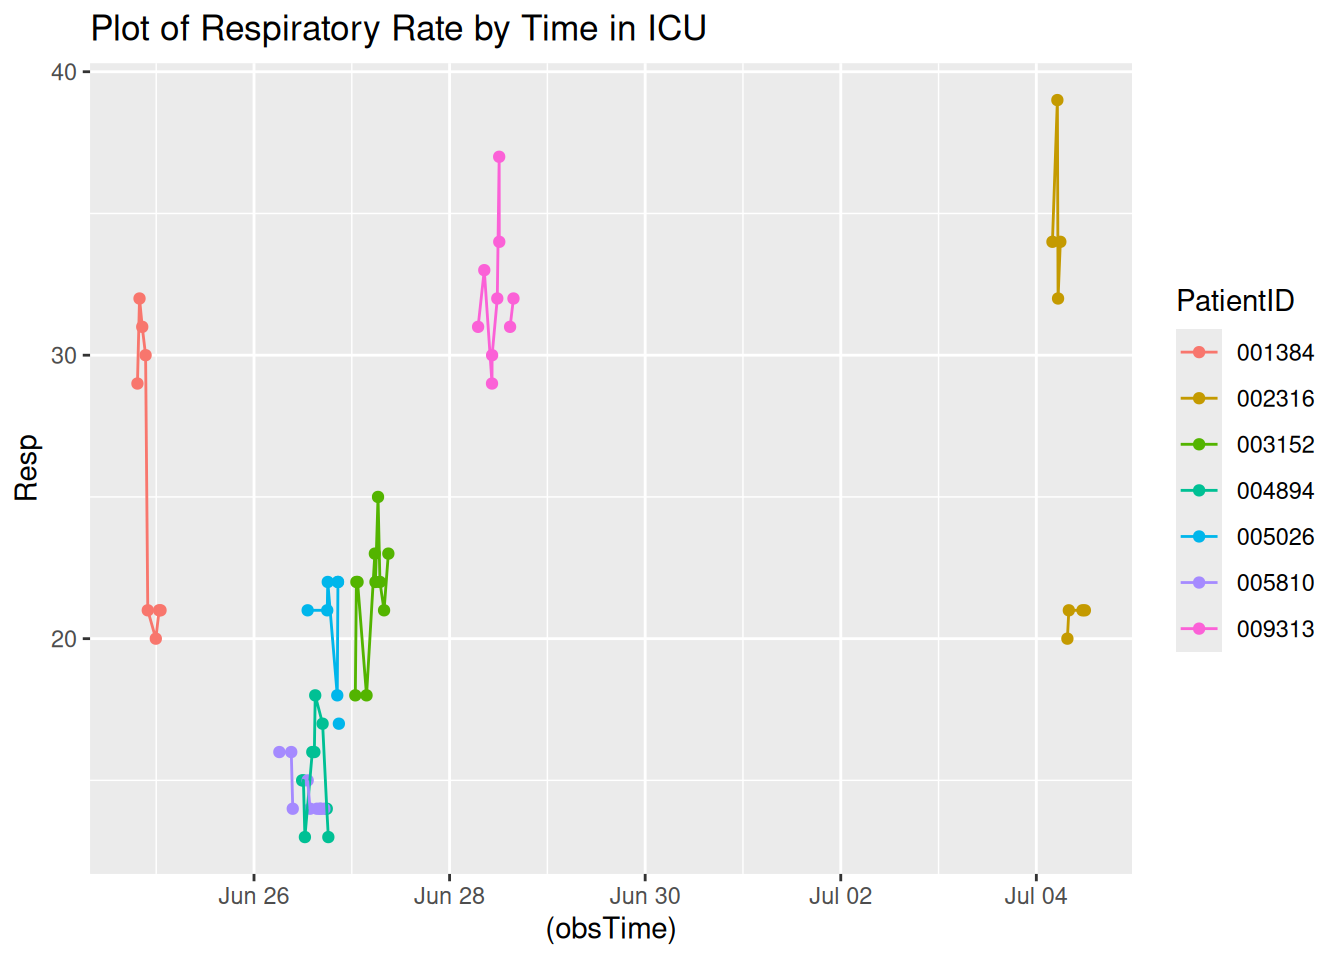 Plot of Respiratory Rate by Time in ICU
40
30
20
Resp
Jun 26
Jun 28
Jun 30
Jul 02
Jul 04
(obsTime)
PatientID
001384
002316
003152
004894
005026
005810
009313